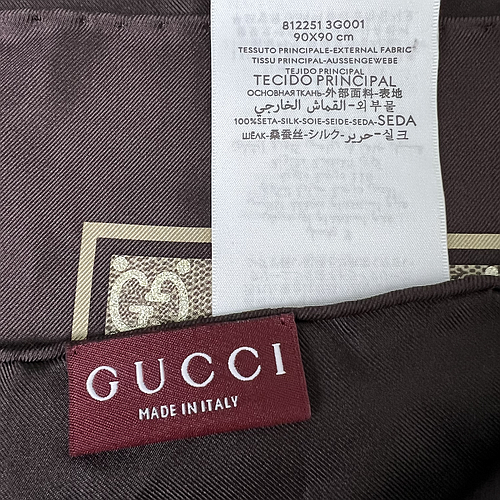 812251 3G001
90X90 cm
TESSUTO PRINCIPALE-EXTERNAL FABRIC
TISSU PRINCIPAL-AUSSENGEWEBE
TEJIDO PRINCIPAL
TECIDO PRINCIPAL
ОСНОВНАЯ ТКАНЬ-外部面料-表地
القماش الخارجي-외부물
100%SETA-SILK-SOIE-SEIDE-SEDA-SEDA
ШЁЛК-桑蚕丝-シルク-حرير-실크
GUCCI
MADE IN ITALY